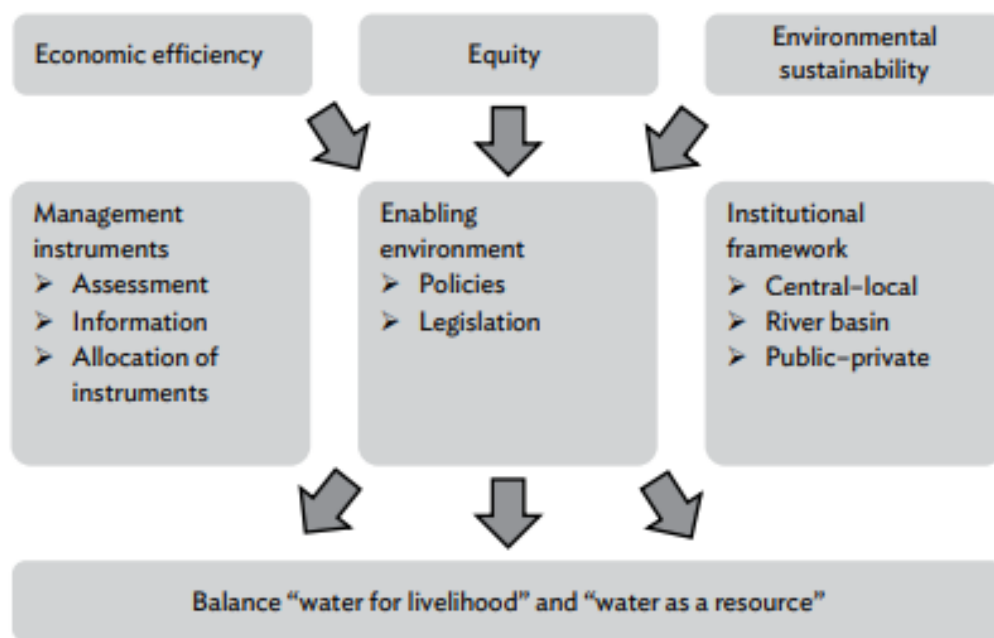 Economic efficiency
Equity
Environmental
sustainability
Management
instruments
➢ Assessment
➢ Information
➢ Allocation of
instruments
Enabling
environment
➢ Policies
➢ Legislation
Institutional
framework
➢ Central–local
➢ River basin
➢ Public–private
Balance “water for livelihood” and “water as a resource”